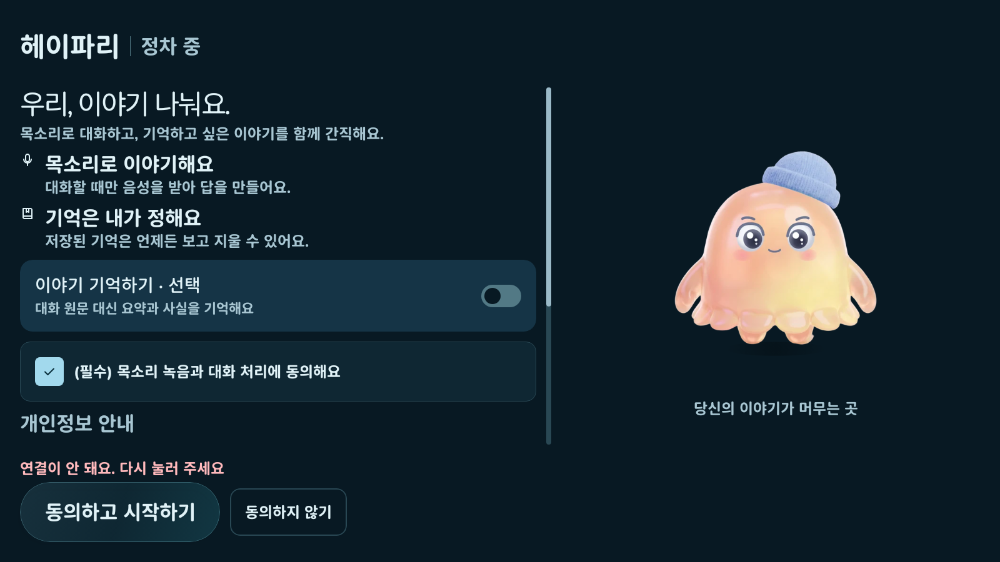 헤이파리
정차 중
우리, 이야기 나눠요.
목소리로 대화하고, 기억하고 싶은 이야기를 함께 간직해요.
목소리로 이야기해요
대화할 때만 음성을 받아 답을 만들어요.
기억은 내가 정해요
저장된 기억은 언제든 보고 지울 수 있어요.
이야기 기억하기 · 선택
대화 원문 대신 요약과 사실을 기억해요
(필수) 목소리 녹음과 대화 처리에 동의해요
개인정보 안내
연결이 안 돼요. 다시 눌러 주세요
동의하고 시작하기
동의하지 않기
당신의 이야기가 머무는 곳